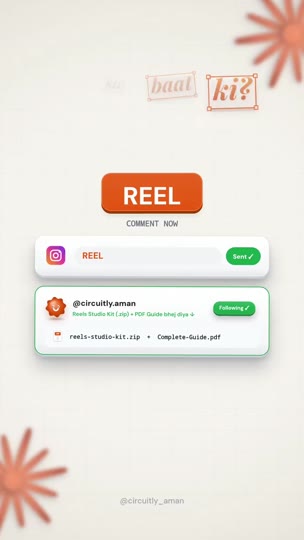 baat ki?
REEL
COMMENT NOW
REEL
Sent ✓
@circuitly.aman
Reels Studio Kit (.zip) + PDF Guide bhej diya ↓
Following ✓
reels-studio-kit.zip + Complete-Guide.pdf
@circuitly_aman